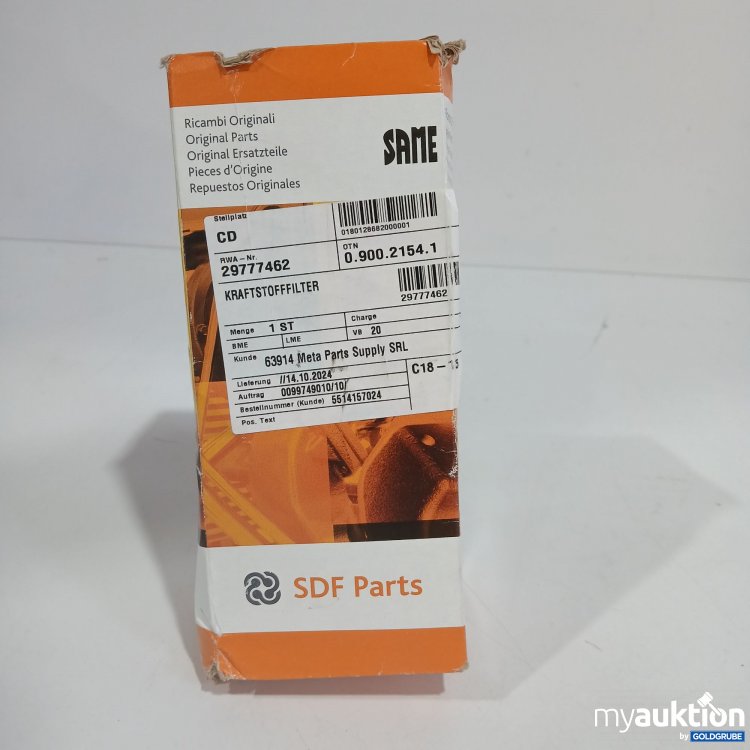 Ricambi Originali
Original Parts
Original Ersatzteile
Pieces d'Origine
Repuestos Originales
SAME
Stellplatz
CD
0180128682000001
RWA-Nr.
29777462
OTN
0.900.2154.1
KRAFTSTOFFFILTER
29777462
Menge 1 ST
Charge
BME
LME
VB 20
Kunde 63914 Meta Parts Supply SRL
Lieferung //14.10.2024
Auftrag 0099749010/10/
C18-
Bestellnummer (Kunde) 5514157024
Pos. Text
SDF Parts
myauktion
by GOLDGRUBE